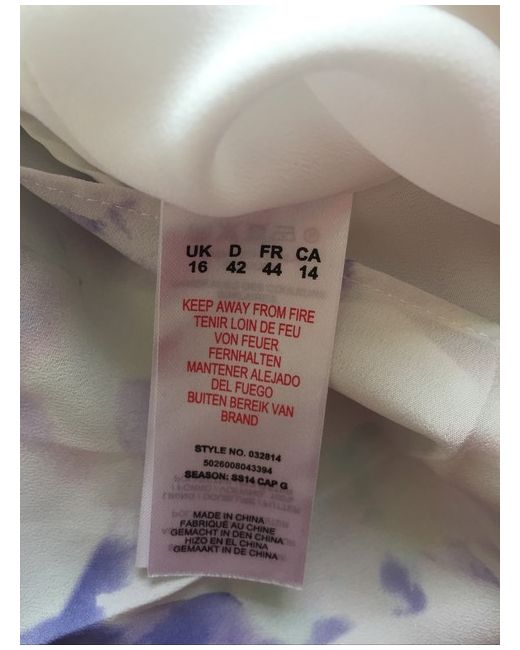 UK D FR CA
16 42 44 14
KEEP AWAY FROM FIRE
TENIR LOIN DE FEU
VON FEUER
FERNHALTEN
MANTENER ALEJADO
DEL FUEGO
BUITEN BEREIK VAN
BRAND
STYLE NO. 032814
5026008043394
SEASON: SS14 CAP G
MADE IN CHINA
FABRIQUÉ AU CHINE
GEMACHT IN DEN CHINA
HIZO EN EL CHINA
GEMAAKT IN DE CHINA